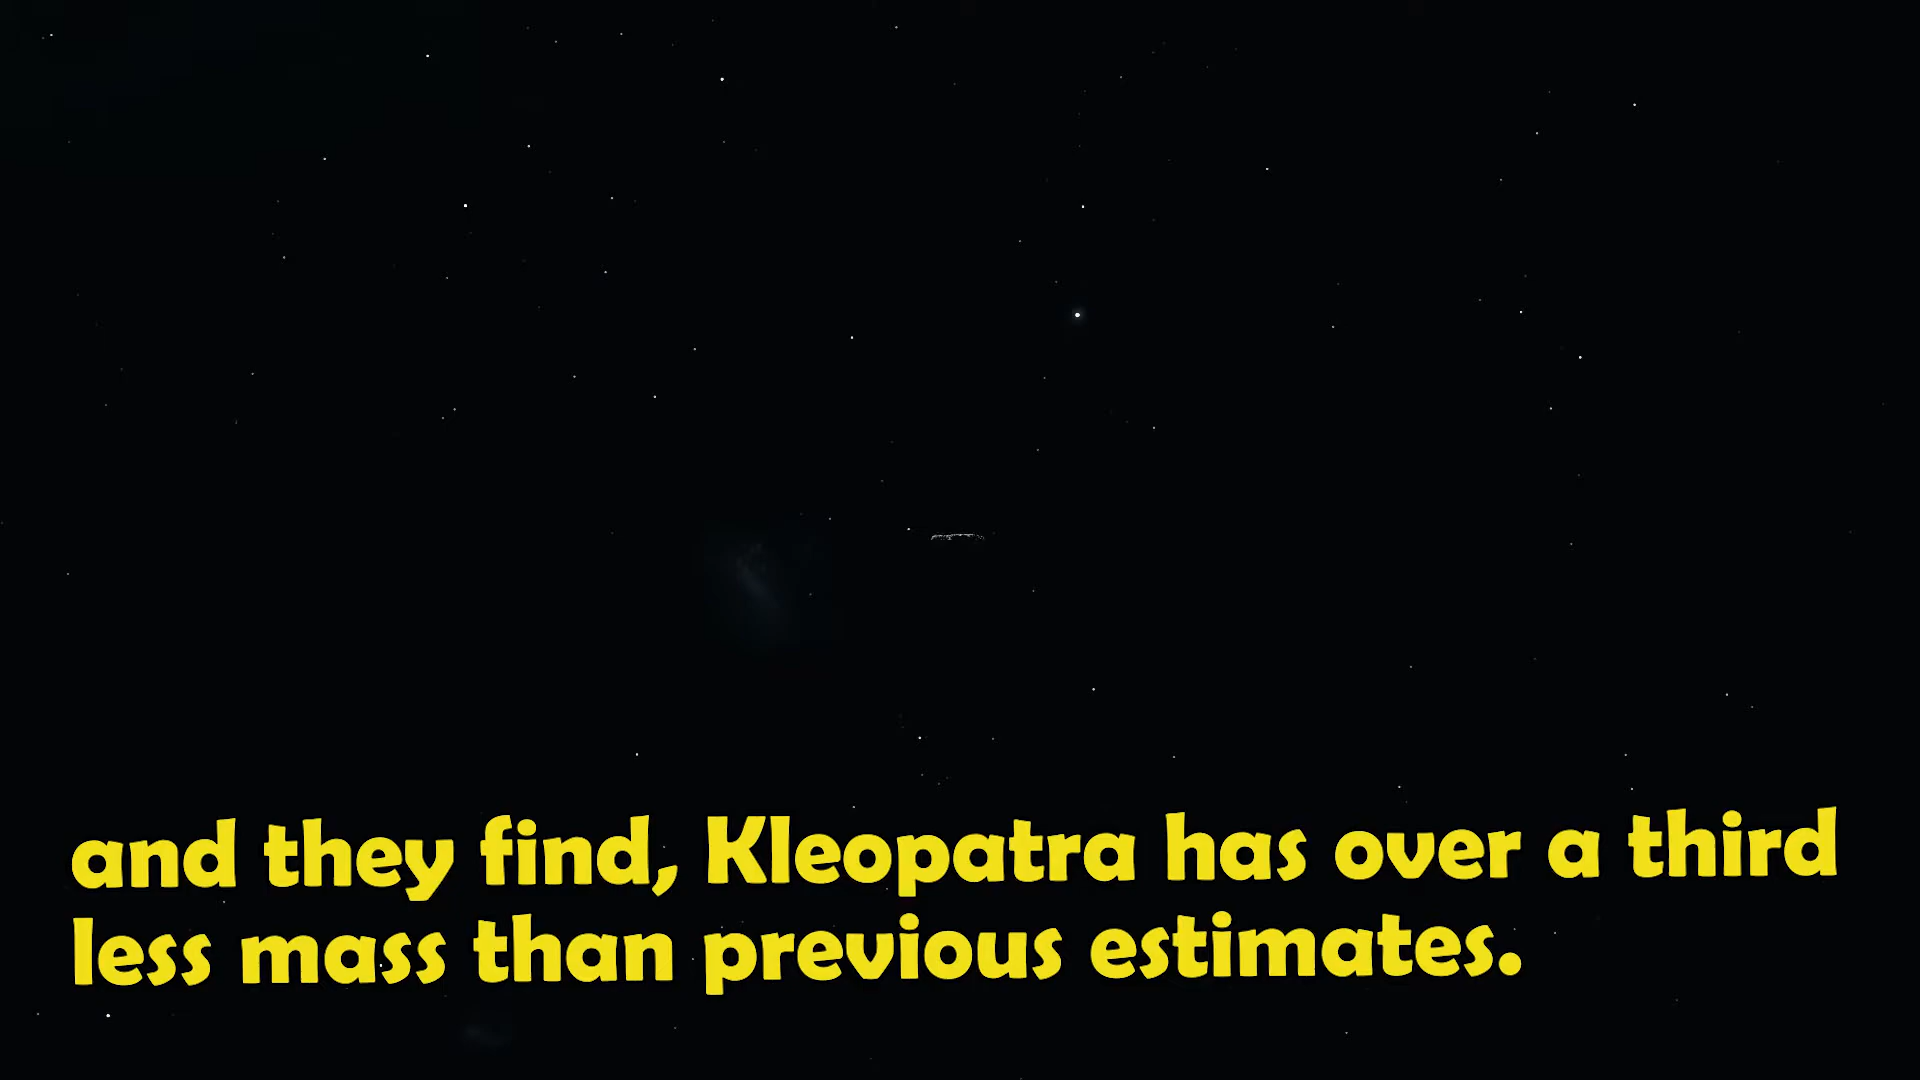 and they find, Kleopatra has over a third
less mass than previous estimates.